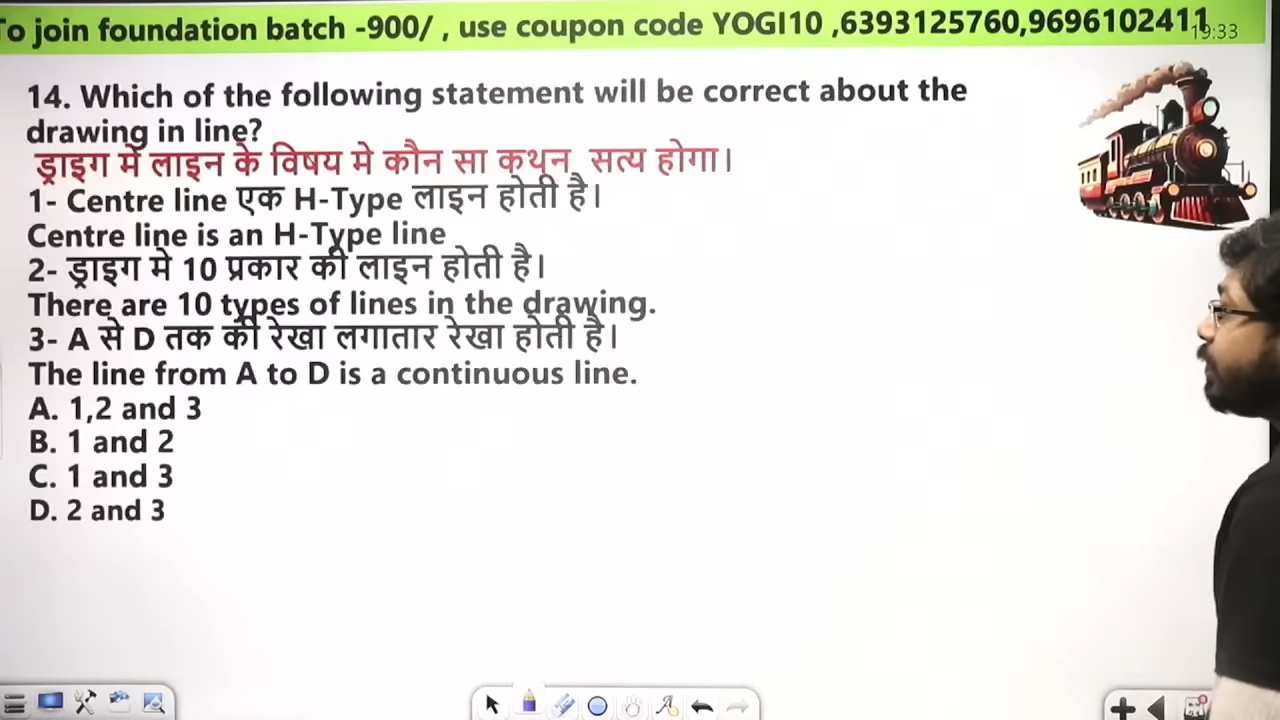 To join foundation batch -900/ , use coupon code YOGI10 ,6393125760,9696102411
19:33
14. Which of the following statement will be correct about the
drawing in line?
ड्राइग में लाइन के विषय मे कौन सा कथन सत्य होगा।
1- Centre line एक H-Type लाइन होती है।
Centre line is an H-Type line
2- ड्राइग मे 10 प्रकार की लाइन होती है।
There are 10 types of lines in the drawing.
3- A से D तक की रेखा लगातार रेखा होती है।
The line from A to D is a continuous line.
A. 1,2 and 3
B. 1 and 2
C. 1 and 3
D. 2 and 3